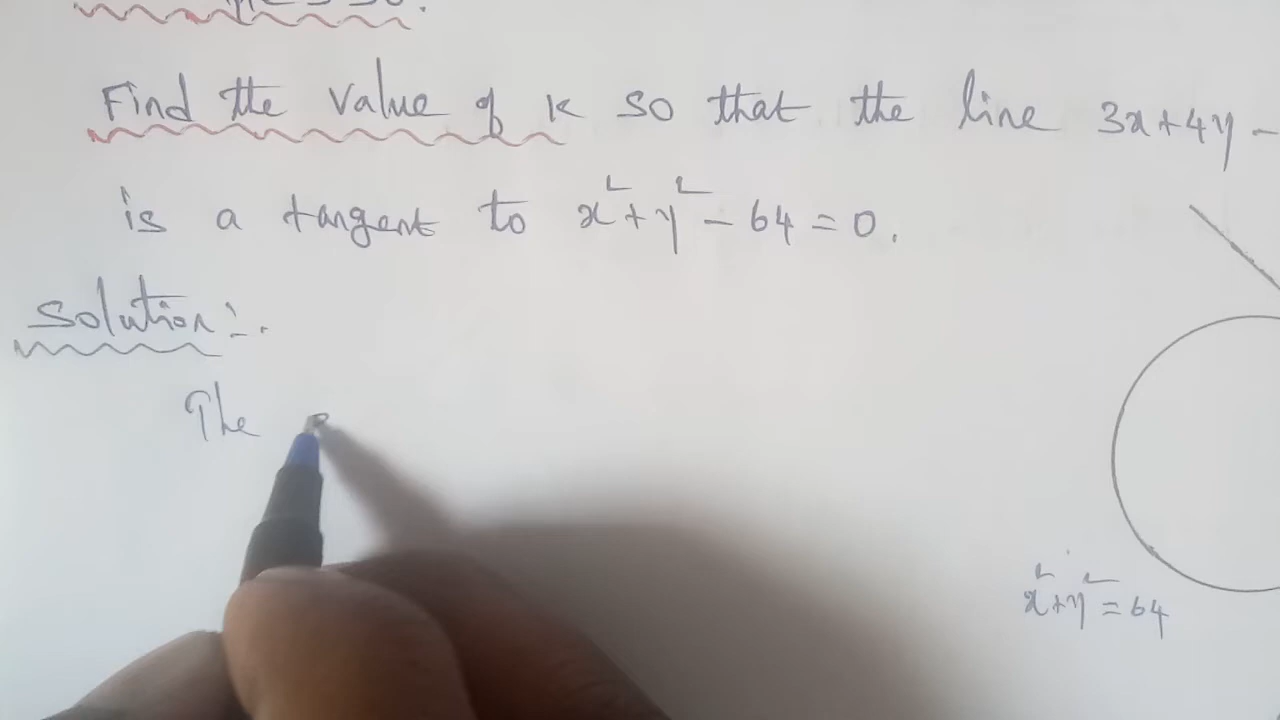 Find the value of k so that the line 3x+4y-
is a tangent to x²+y²-64=0.
Solution:-
The
x²+y²=64